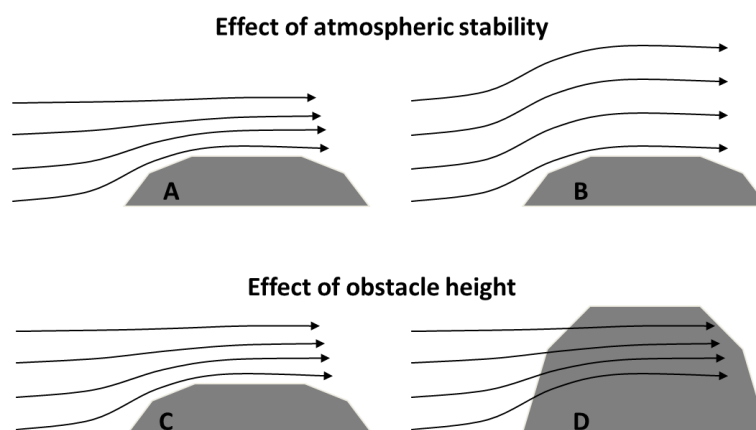 Effect of atmospheric stability
A
B
Effect of obstacle height
C
D